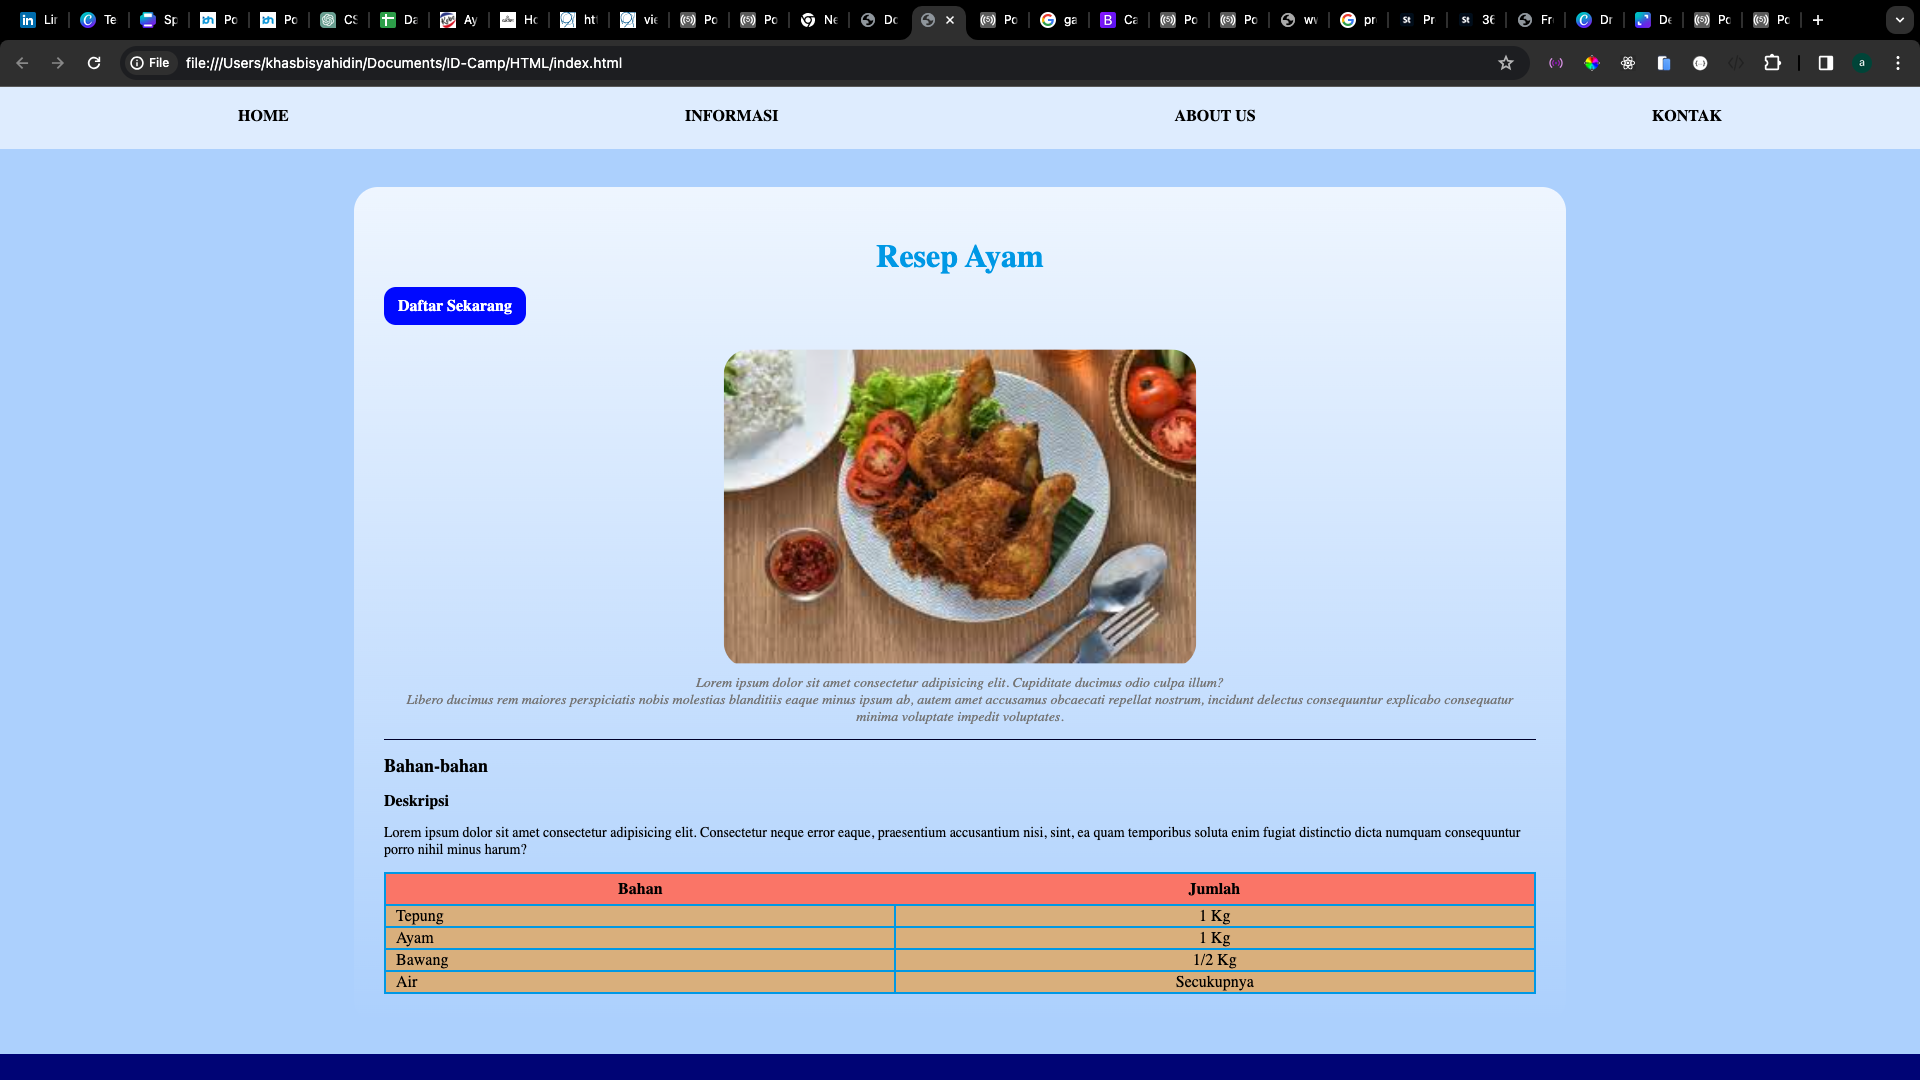 Lir
Te
Sp
Po
Po
CS
Da
Ay
Ho
htt
vie
Po
Po
Ne
Do
Po
ga
Ca
Po
Po
wv
pro
St
Pr
St
36
Fr
Dr
De
Po
Po
File
file:///Users/khasbisyahidin/Documents/ID-Camp/HTML/index.html
a
HOME INFORMASI ABOUT US KONTAK
Resep Ayam
Daftar Sekarang
Lorem ipsum dolor sit amet consectetur adipisicing elit. Cupiditate ducimus odio culpa illum?
Libero ducimus rem maiores perspiciatis nobis molestias blanditiis eaque minus ipsum ab, autem amet accusamus obcaecati repellat nostrum, incidunt delectus consequuntur explicabo consequatur
minima voluptate impedit voluptates.
Bahan-bahan
Deskripsi
Lorem ipsum dolor sit amet consectetur adipisicing elit. Consectetur neque error eaque, praesentium accusantium nisi, sint, ea quam temporibus soluta enim fugiat distinctio dicta numquam consequuntur
porro nihil minus harum?
Bahan Jumlah
Tepung 1 Kg
Ayam 1 Kg
Bawang 1/2 Kg
Air Secukupnya